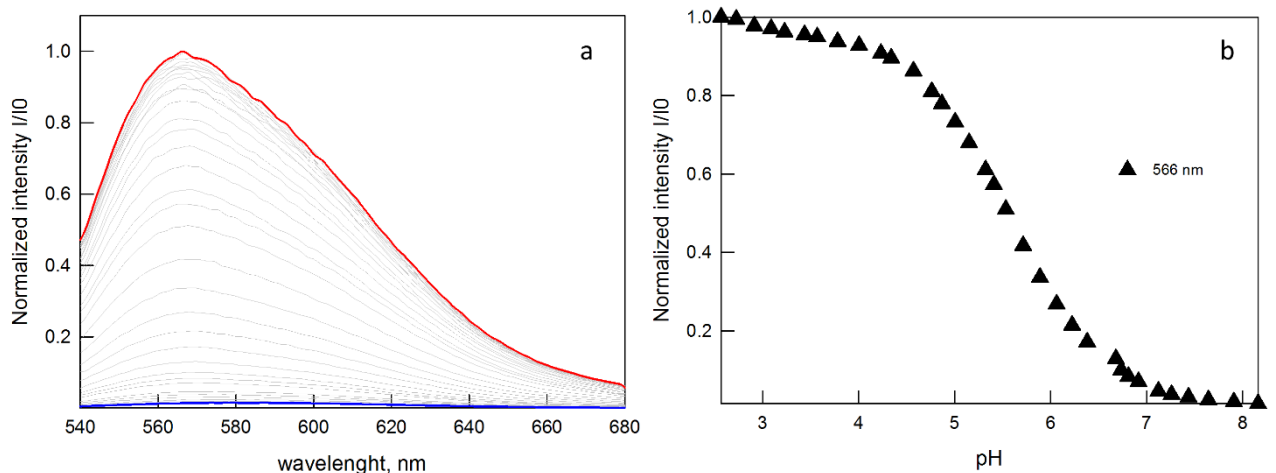 a
1.0
0.8
0.6
0.4
0.2
Normalized intensity I/I0
540 560 580 600 620 640 660 680
wavelenght, nm
b
1.0
0.8
0.6
0.4
0.2
Normalized intensity I/I0
566 nm
3 4 5 6 7 8
pH